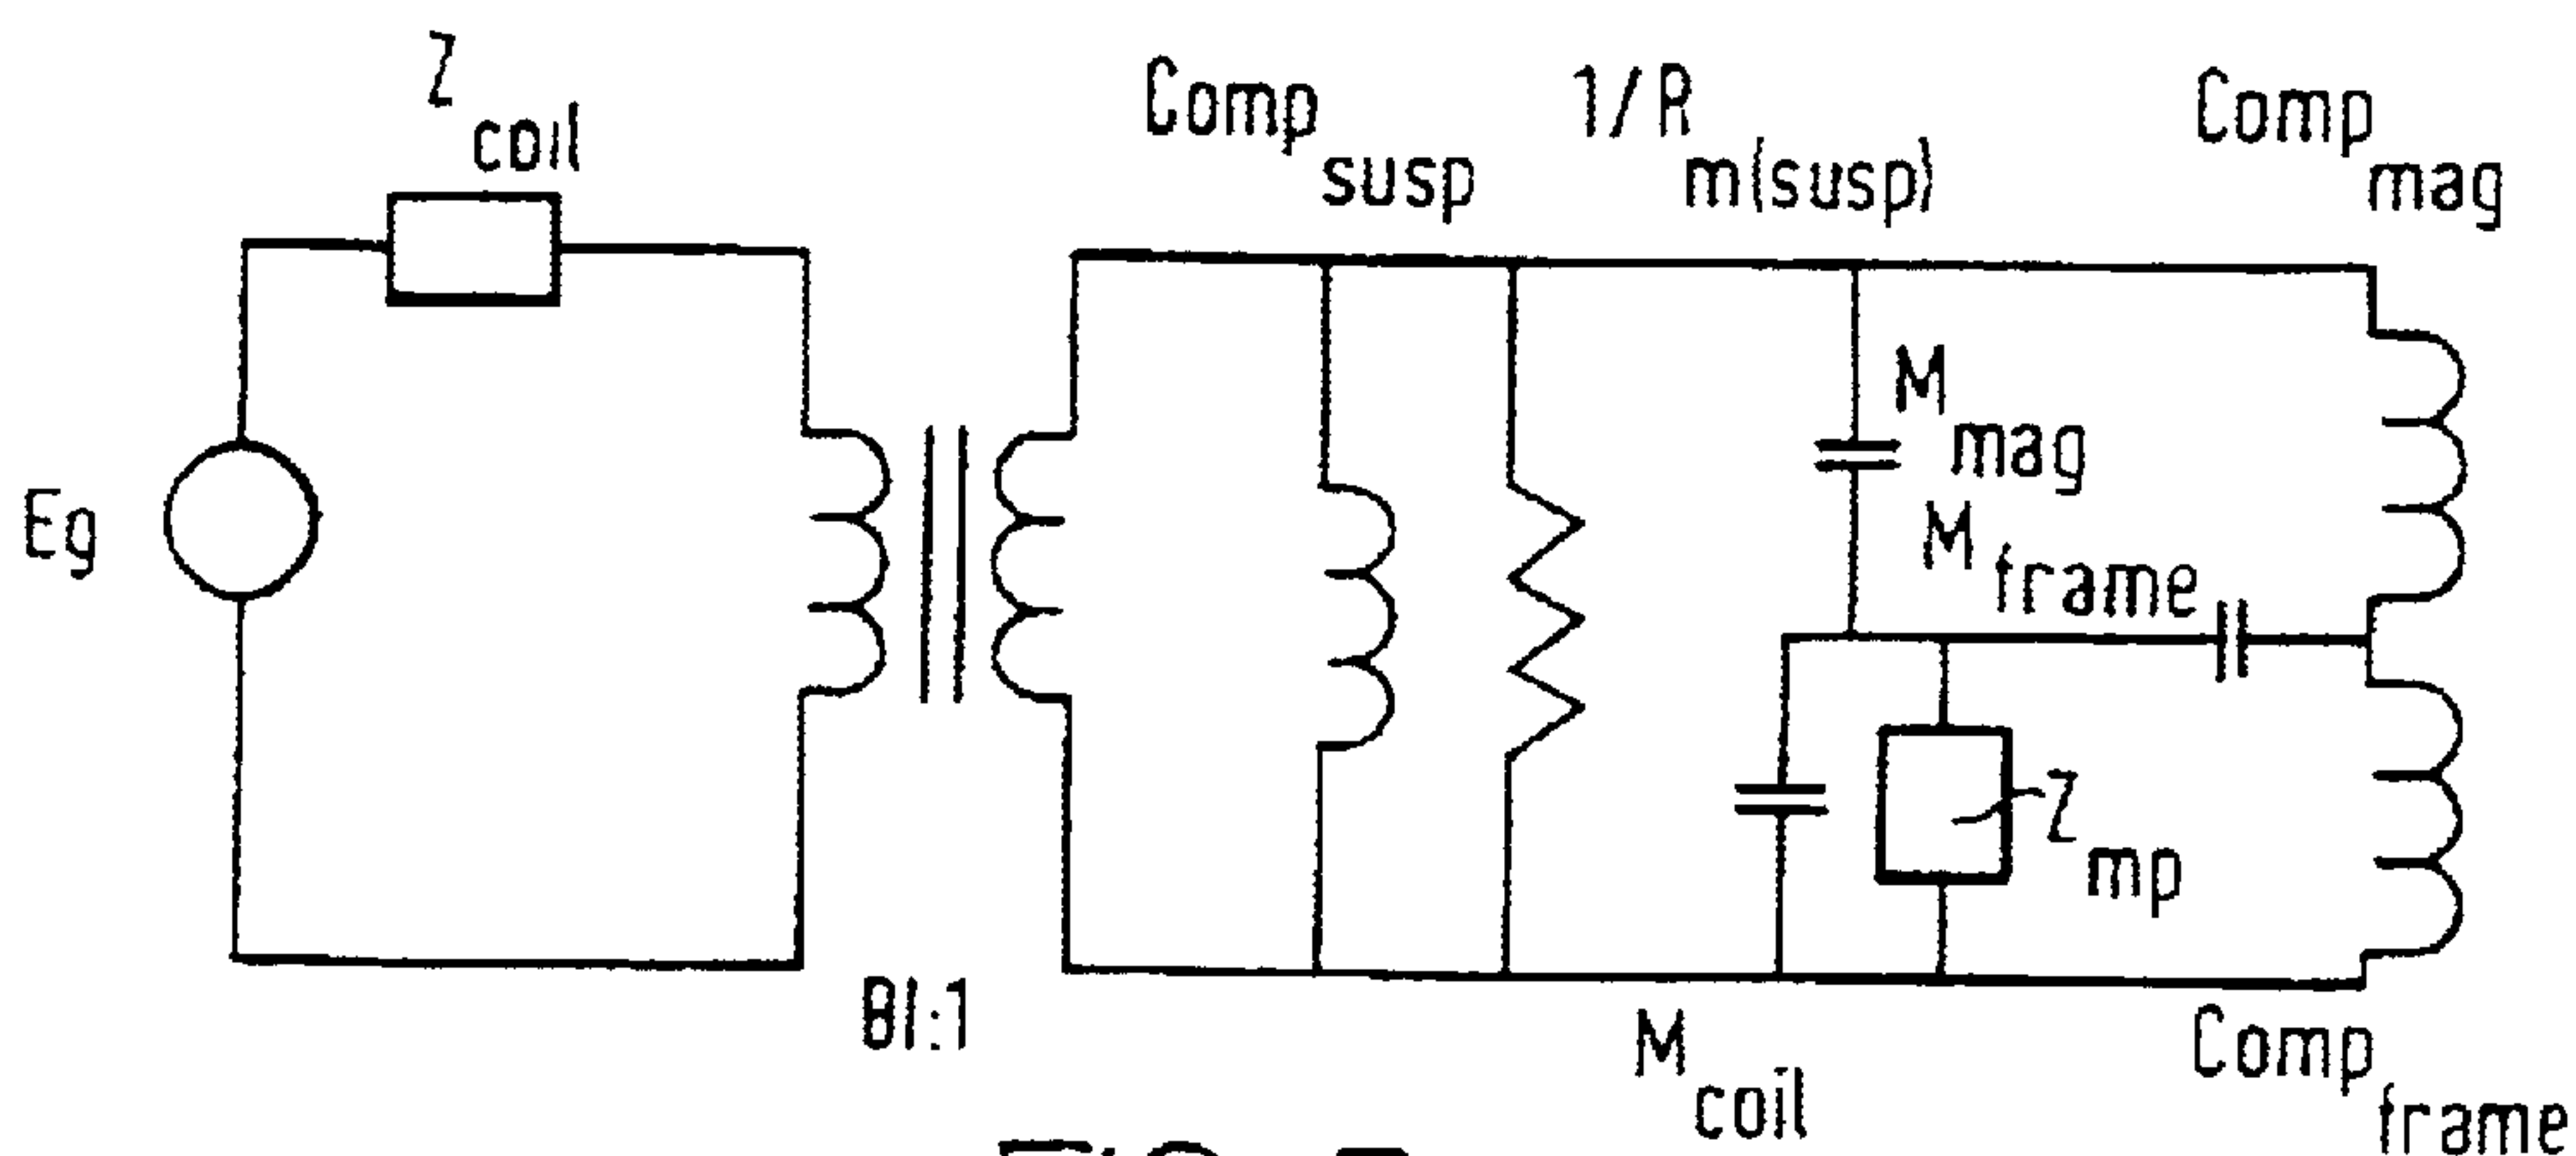 Z coil
Comp susp
1/R m(susp)
Comp mag
Eg
M mag
M frame
Z mp
Bl:1
M coil
Comp frame